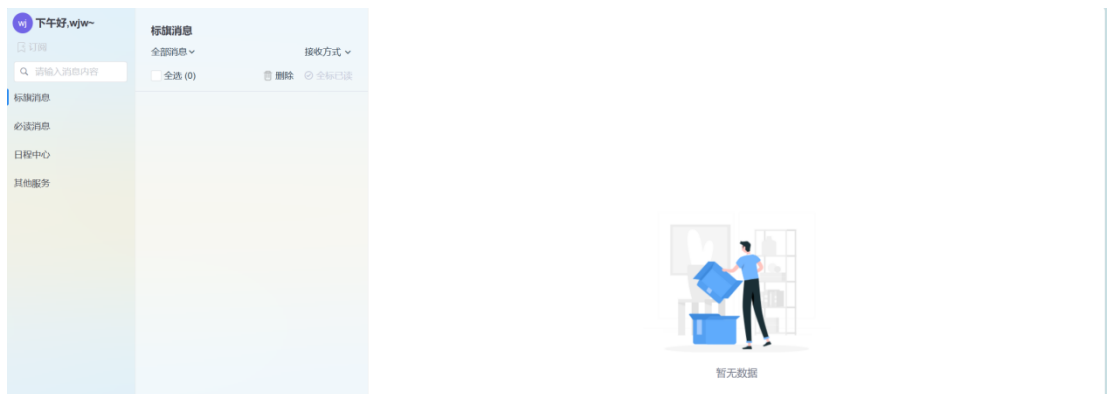 wj 下午好,wjw~
订阅
请输入消息内容
标旗消息
必读消息
日程中心
其他服务
标旗消息
全部消息 接收方式
全选 (0) 删除 全标已读
暂无数据